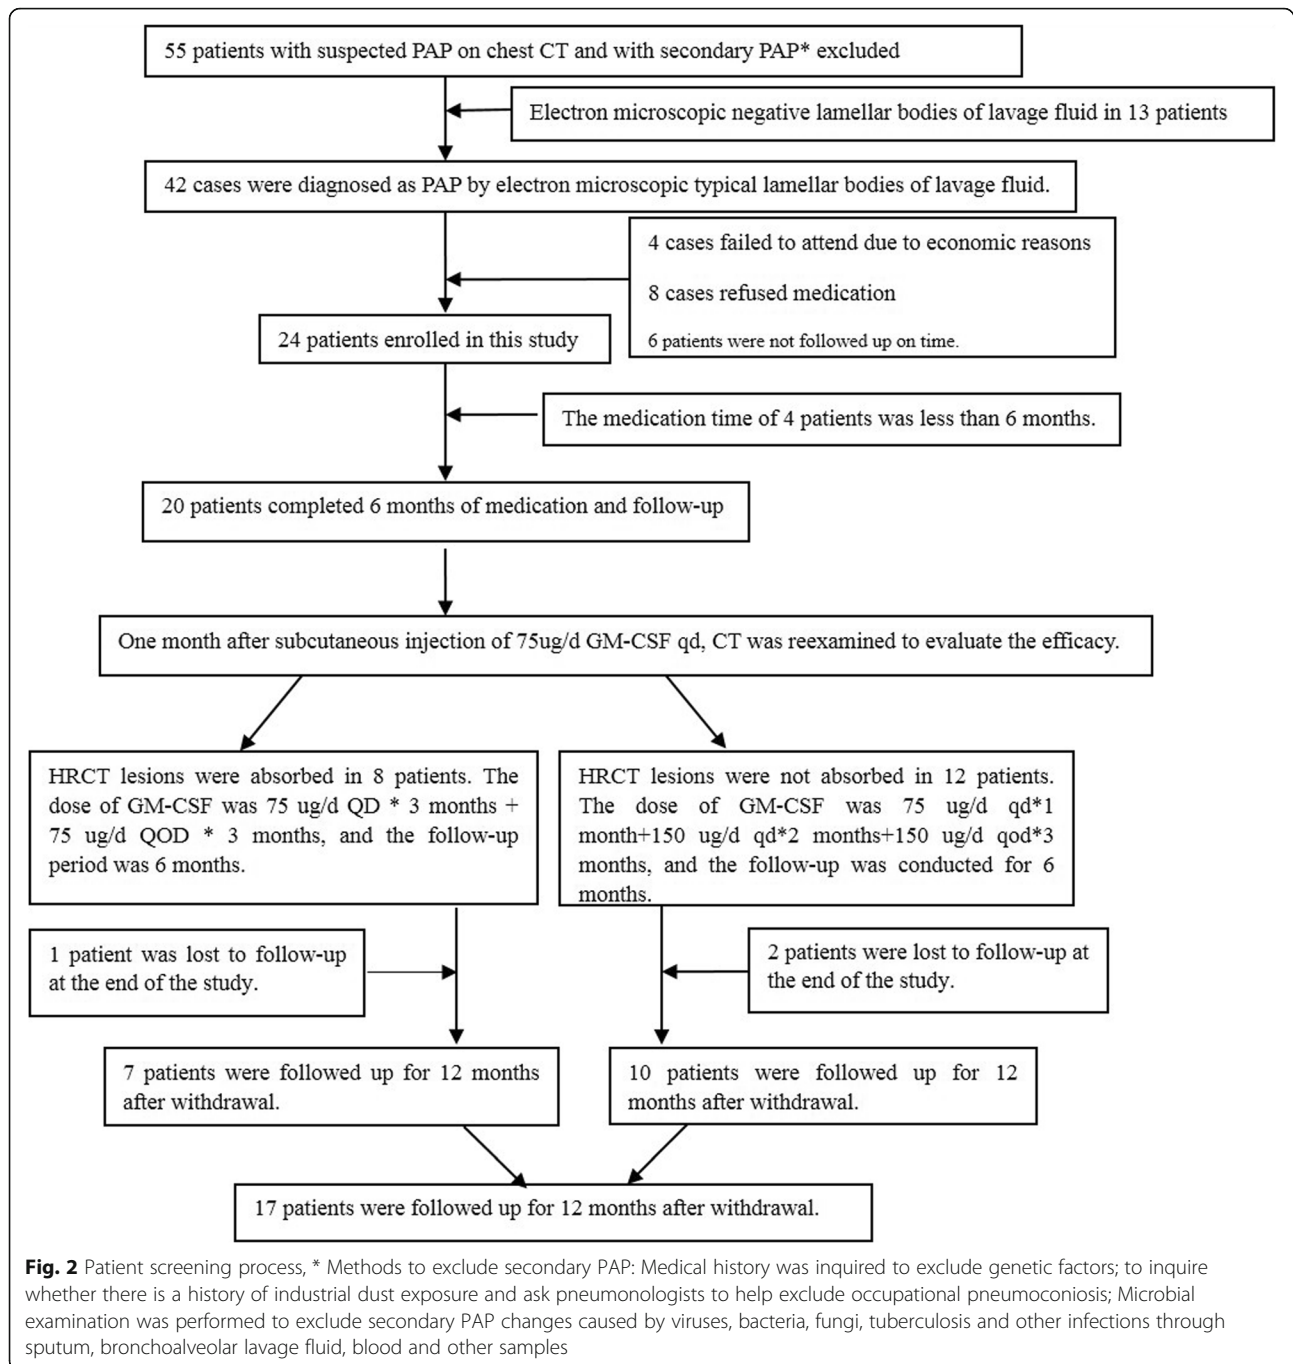 55 patients with suspected PAP on chest CT and with secondary PAP* excluded
Electron microscopic negative lamellar bodies of lavage fluid in 13 patients
42 cases were diagnosed as PAP by electron microscopic typical lamellar bodies of lavage fluid.
4 cases failed to attend due to economic reasons
8 cases refused medication
6 patients were not followed up on time.
24 patients enrolled in this study
The medication time of 4 patients was less than 6 months.
20 patients completed 6 months of medication and follow-up
One month after subcutaneous injection of 75ug/d GM-CSF qd, CT was reexamined to evaluate the efficacy.
HRCT lesions were absorbed in 8 patients. The
dose of GM-CSF was 75 ug/d QD * 3 months +
75 ug/d QOD * 3 months, and the follow-up
period was 6 months.
HRCT lesions were not absorbed in 12 patients.
The dose of GM-CSF was 75 ug/d qd*1
month+150 ug/d qd*2 months+150 ug/d qod*3
months, and the follow-up was conducted for 6
months.
1 patient was lost to follow-up
at the end of the study.
2 patients were lost to follow-up at
the end of the study.
7 patients were followed up for 12 months
after withdrawal.
10 patients were followed up for 12
months after withdrawal.
17 patients were followed up for 12 months after withdrawal.
Fig. 2 Patient screening process, * Methods to exclude secondary PAP: Medical history was inquired to exclude genetic factors; to inquire
whether there is a history of industrial dust exposure and ask pneumonologists to help exclude occupational pneumoconiosis; Microbial
examination was performed to exclude secondary PAP changes caused by viruses, bacteria, fungi, tuberculosis and other infections through
sputum, bronchoalveolar lavage fluid, blood and other samples